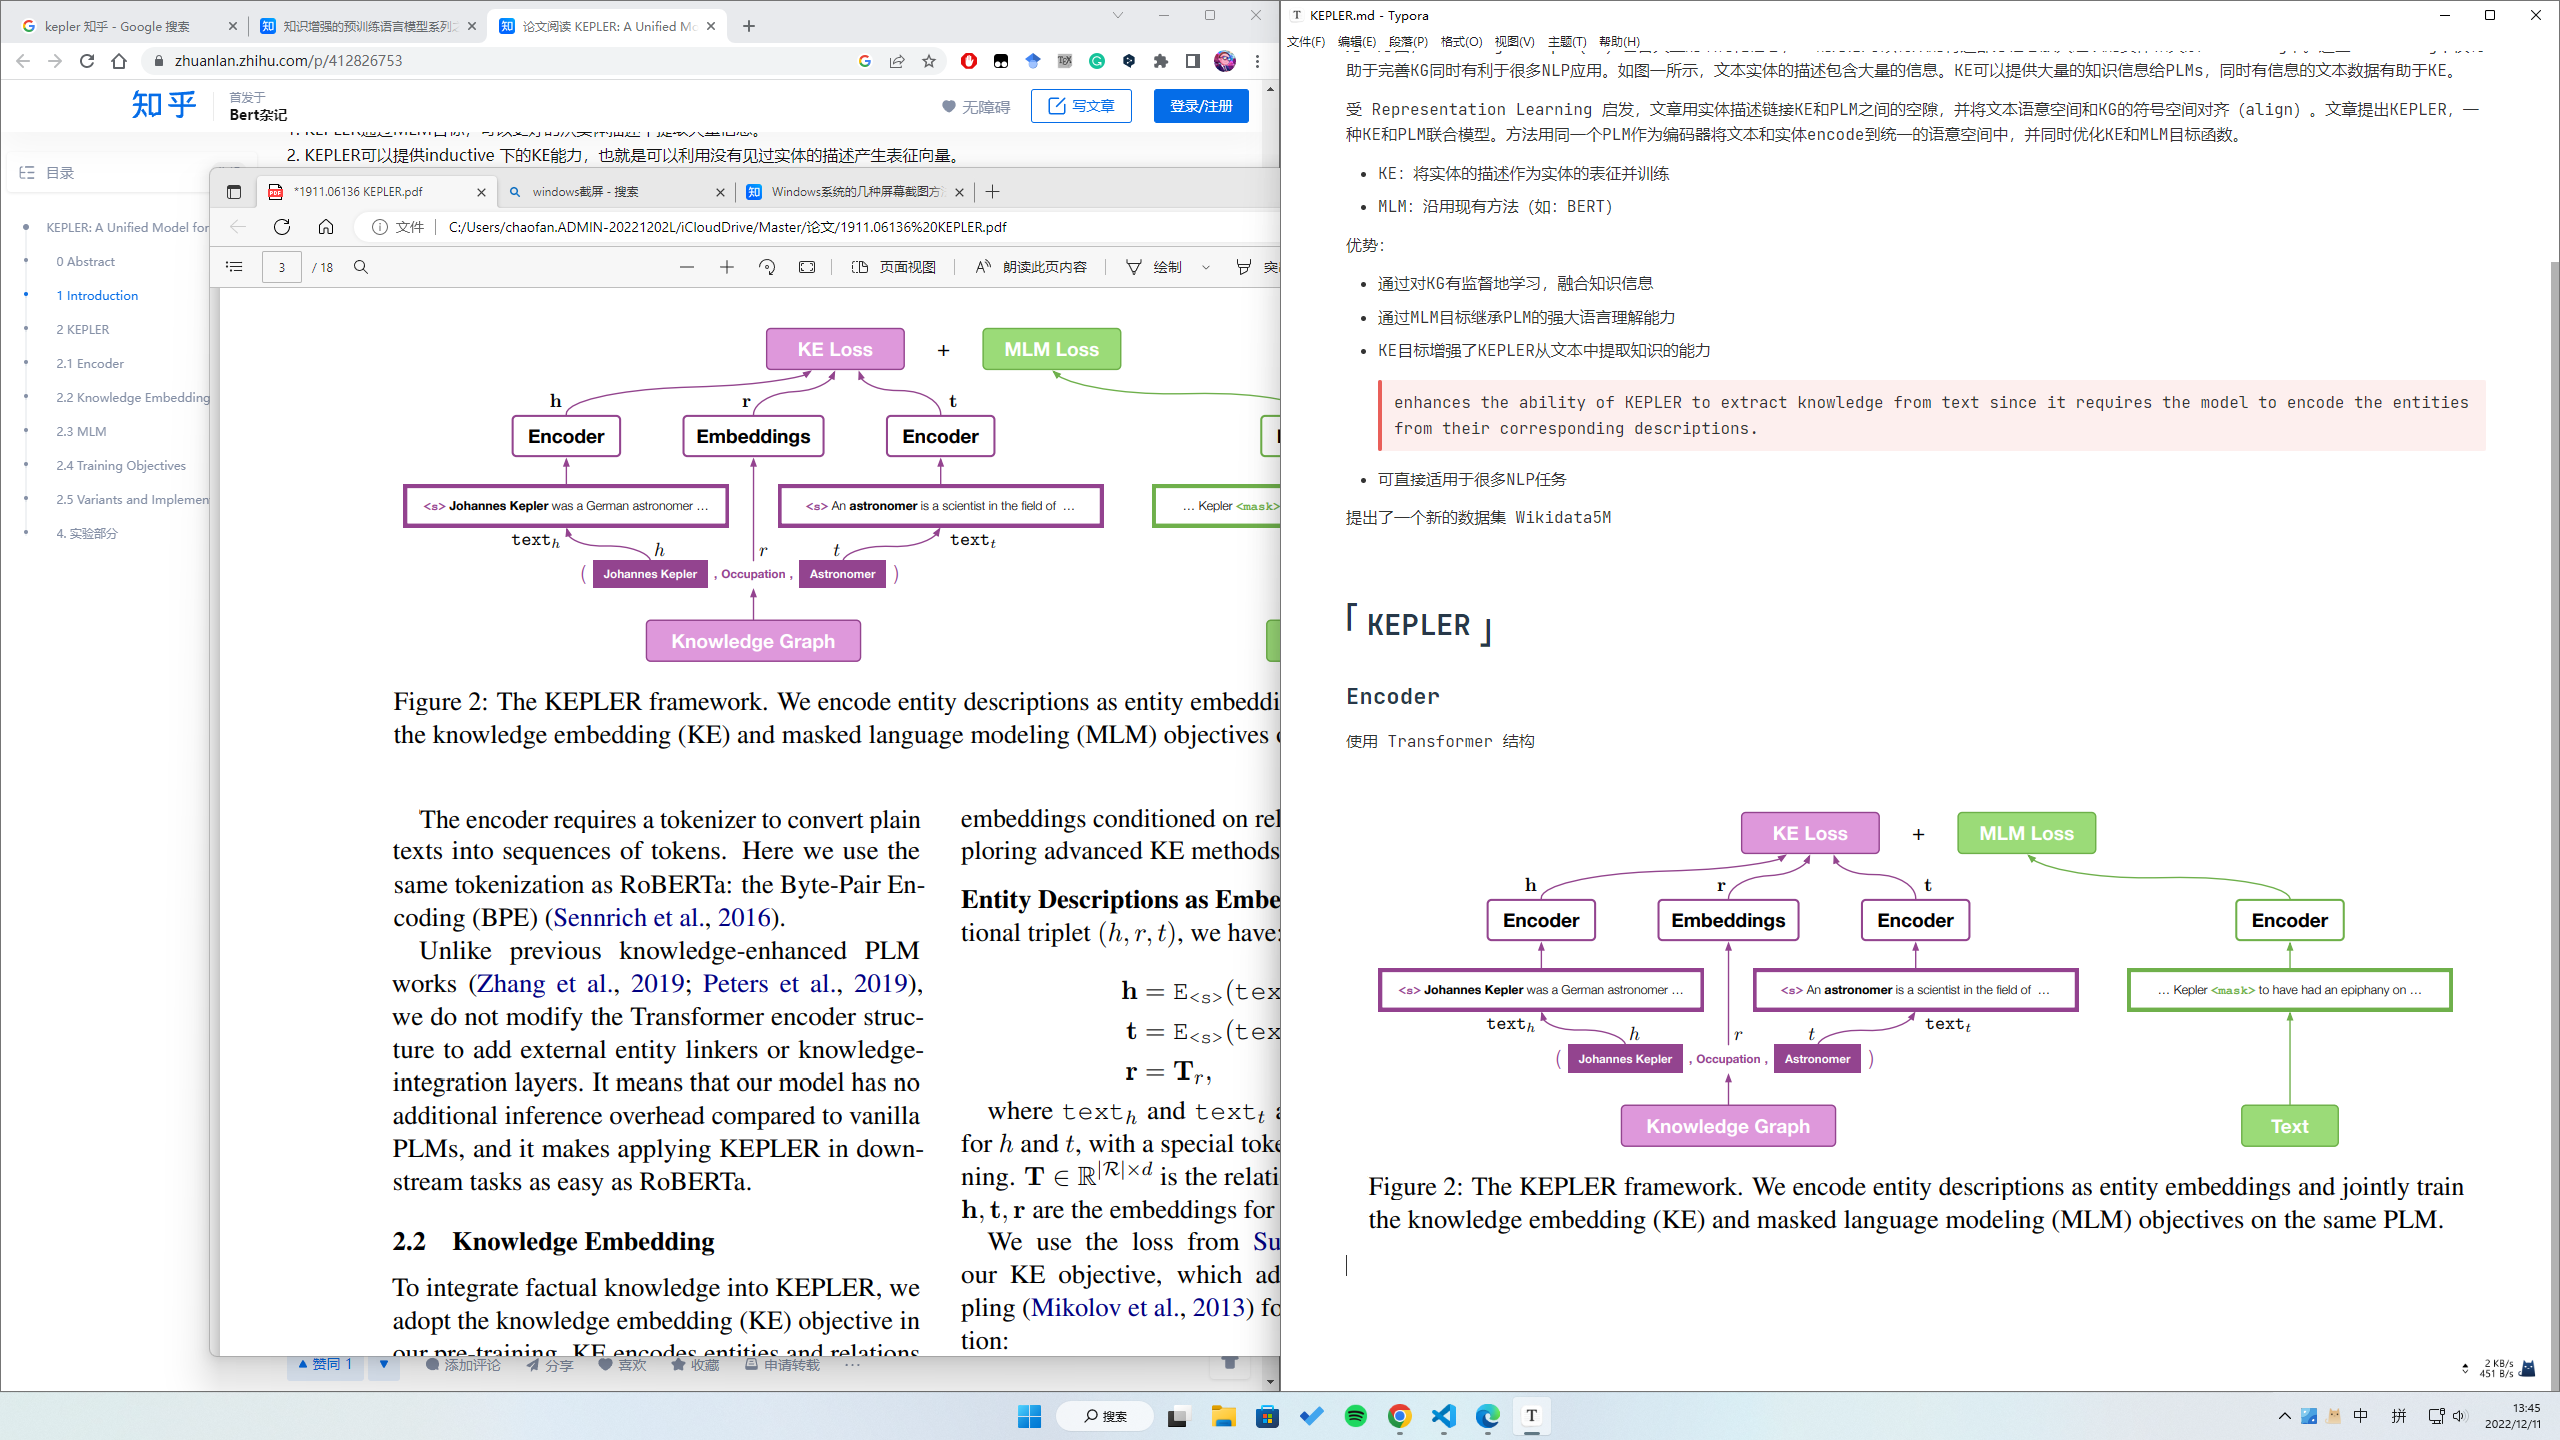 kepler 知乎 - Google 搜索
知识增强的预训练语言模型系列之
论文阅读 KEPLER: A Unified Mo
zhuanlan.zhihu.com/p/412826753
知乎
首发于
Bert杂记
无障碍
写文章
登录/注册
2. KEPLER可以提供inductive 下的KE能力，也就是可以利用没有见过实体的描述产生表征向量。
目录
KEPLER: A Unified Model for
0 Abstract
1 Introduction
2 KEPLER
2.1 Encoder
2.2 Knowledge Embedding
2.3 MLM
2.4 Training Objectives
2.5 Variants and Implemen
4. 实验部分
*1911.06136 KEPLER.pdf
windows截屏 - 搜索
Windows系统的几种屏幕截图方法
文件
C:/Users/chaofan.ADMIN-20221202L/iCloudDrive/Master/论文/1911.06136%20KEPLER.pdf
3 / 18
页面视图
朗读此页内容
绘制
KE Loss + MLM Loss
h r t
Encoder Embeddings Encoder
<s> Johannes Kepler was a German astronomer ...
<s> An astronomer is a scientist in the field of ...
... Kepler <mask>
text_h h r t text_t
( Johannes Kepler , Occupation , Astronomer )
Knowledge Graph
Figure 2: The KEPLER framework. We encode entity descriptions as entity embeddi
the knowledge embedding (KE) and masked language modeling (MLM) objectives o
The encoder requires a tokenizer to convert plain
texts into sequences of tokens. Here we use the
same tokenization as RoBERTa: the Byte-Pair En-
coding (BPE) (Sennrich et al., 2016).
Unlike previous knowledge-enhanced PLM
works (Zhang et al., 2019; Peters et al., 2019),
we do not modify the Transformer encoder struc-
ture to add external entity linkers or knowledge-
integration layers. It means that our model has no
additional inference overhead compared to vanilla
PLMs, and it makes applying KEPLER in down-
stream tasks as easy as RoBERTa.
2.2 Knowledge Embedding
To integrate factual knowledge into KEPLER, we
adopt the knowledge embedding (KE) objective in
our pre-training. KE encodes entities and relations
embeddings conditioned on rel
ploring advanced KE methods
Entity Descriptions as Embe
tional triplet (h, r, t), we have:
h = E<s>(tex
t = E<s>(tex
r = T_r,
where text_h and text_t a
for h and t, with a special toke
ning. T ∈ ℝ^|R|×d is the relati
h, t, r are the embeddings for
We use the loss from Su
our KE objective, which ad
pling (Mikolov et al., 2013) fo
tion:
赞同 1
添加评论
分享
喜欢
收藏
申请转载
KEPLER.md - Typora
文件(F) 编辑(E) 段落(P) 格式(O) 视图(V) 主题(T) 帮助(H)
助于完善KG同时有利于很多NLP应用。如图一所示，文本实体的描述包含大量的信息。KE可以提供大量的知识信息给PLMs，同时有信息的文本数据有助于KE。
受 Representation Learning 启发，文章用实体描述链接KE和PLM之间的空隙，并将文本语意空间和KG的符号空间对齐（align）。文章提出KEPLER，一
种KE和PLM联合模型。方法用同一个PLM作为编码器将文本和实体encode到统一的语意空间中，并同时优化KE和MLM目标函数。
KE：将实体的描述作为实体的表征并训练
MLM：沿用现有方法（如：BERT）
优势：
通过对KG有监督地学习，融合知识信息
通过MLM目标继承PLM的强大语言理解能力
KE目标增强了KEPLER从文本中提取知识的能力
enhances the ability of KEPLER to extract knowledge from text since it requires the model to encode the entities
from their corresponding descriptions.
可直接适用于很多NLP任务
提出了一个新的数据集 Wikidata5M
「 KEPLER 」
Encoder
使用 Transformer 结构
KE Loss + MLM Loss
h r t
Encoder Embeddings Encoder Encoder
<s> Johannes Kepler was a German astronomer ...
<s> An astronomer is a scientist in the field of ...
... Kepler <mask> to have had an epiphany on ...
text_h h r t text_t
( Johannes Kepler , Occupation , Astronomer )
Knowledge Graph Text
Figure 2: The KEPLER framework. We encode entity descriptions as entity embeddings and jointly train
the knowledge embedding (KE) and masked language modeling (MLM) objectives on the same PLM.
2 KB/s
451 B/s
搜索
中 拼
13:45
2022/12/11